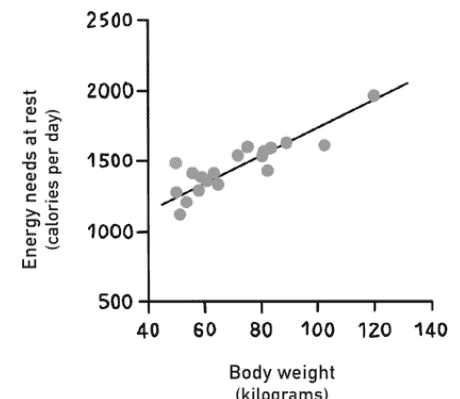 2500
2000
1500
1000
500
40 60 80 100 120 140
Energy needs at rest
(calories per day)
Body weight
(kilograms)